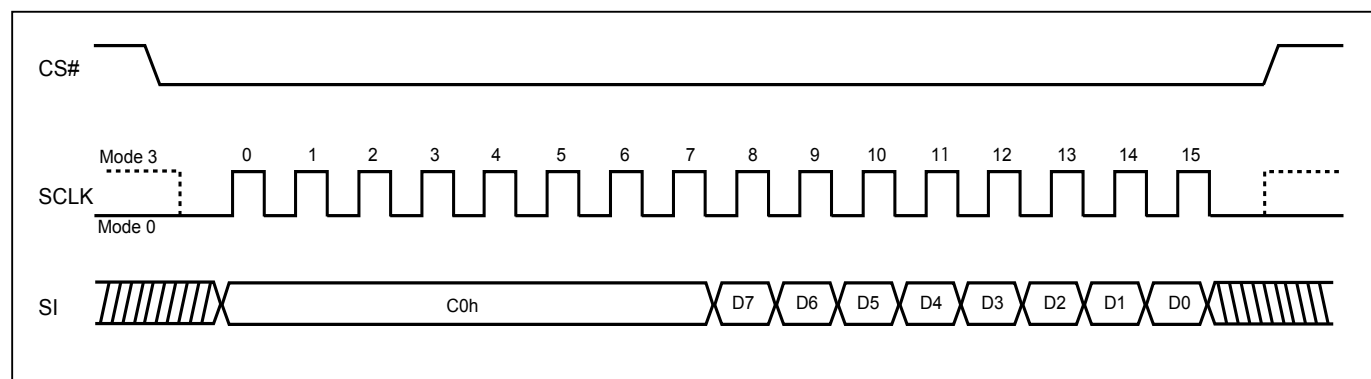 CS#
Mode 3
0 1 2 3 4 5 6 7 8 9 10 11 12 13 14 15
SCLK
Mode 0
SI
C0h D7 D6 D5 D4 D3 D2 D1 D0